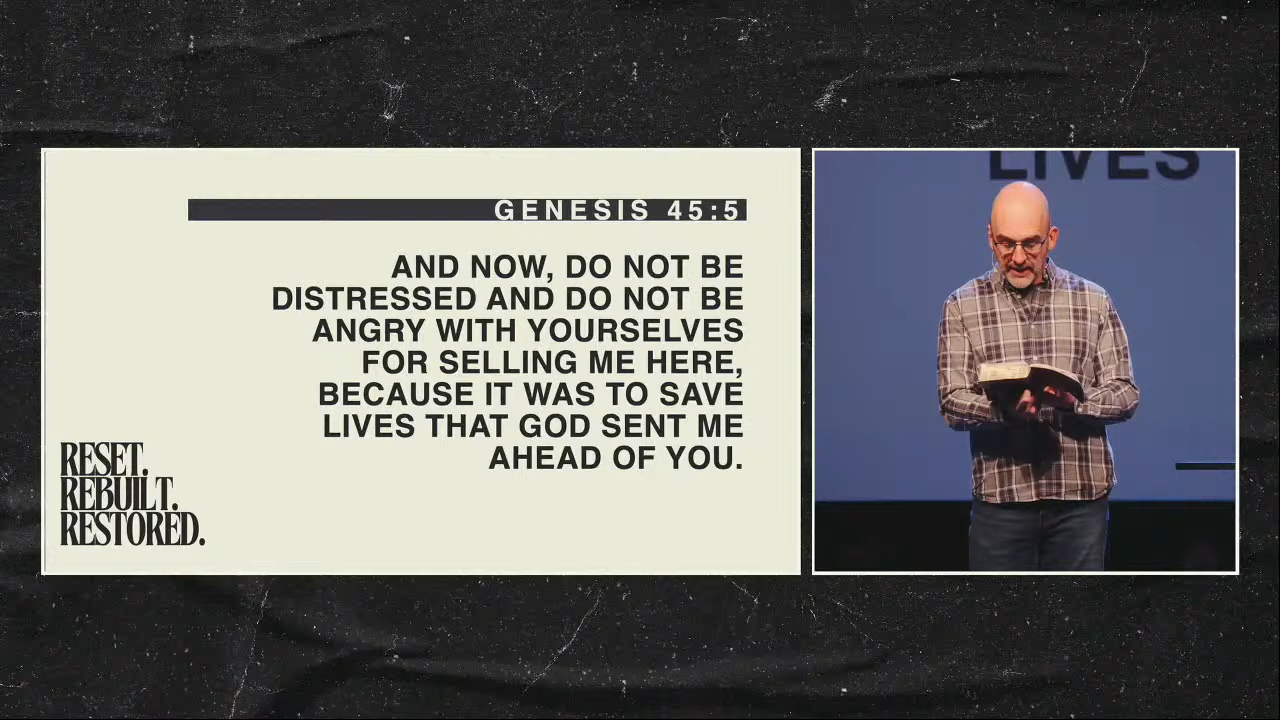 GENESIS 45:5
AND NOW, DO NOT BE
DISTRESSED AND DO NOT BE
ANGRY WITH YOURSELVES
FOR SELLING ME HERE,
BECAUSE IT WAS TO SAVE
LIVES THAT GOD SENT ME
AHEAD OF YOU.
RESET.
REBUILT.
RESTORED.
LIVES